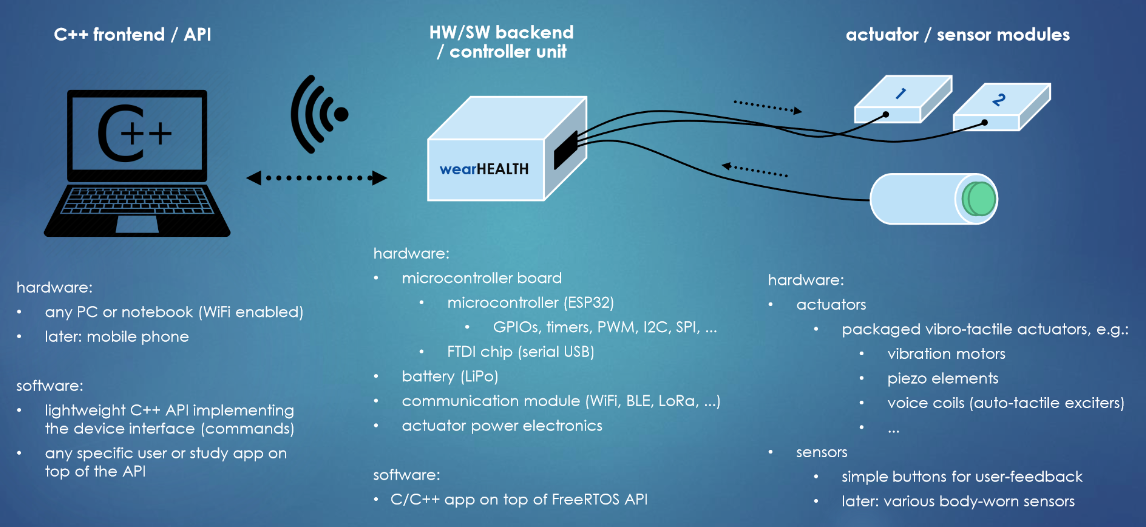 C++ frontend / API
C++
hardware:
• any PC or notebook (WiFi enabled)
• later: mobile phone
software:
• lightweight C++ API implementing
the device interface (commands)
• any specific user or study app on
top of the API
HW/SW backend
/ controller unit
wearHEALTH
hardware:
• microcontroller board
• microcontroller (ESP32)
• GPIOs, timers, PWM, I2C, SPI, ...
• FTDI chip (serial USB)
• battery (LiPo)
• communication module (WiFi, BLE, LoRa, ...)
• actuator power electronics
software:
• C/C++ app on top of FreeRTOS API
actuator / sensor modules
1
2
hardware:
• actuators
• packaged vibro-tactile actuators, e.g.:
• vibration motors
• piezo elements
• voice coils (auto-tactile exciters)
• ...
• sensors
• simple buttons for user-feedback
• later: various body-worn sensors